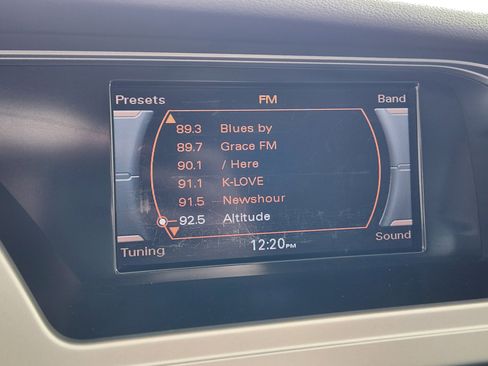 Presets FM Band
89.3 Blues by
89.7 Grace FM
90.1 / Here
91.1 K-LOVE
91.5 Newshour
92.5 Altitude
Tuning 12:20PM Sound